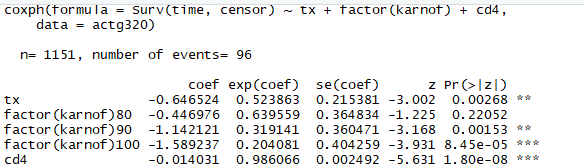 coxph(formula = Surv(time, censor) ~ tx + factor(karnof) + cd4,
data = actg320)
n= 1151, number of events= 96
coef exp(coef) se(coef) z Pr(>|z|)
tx -0.646524 0.523863 0.215381 -3.002 0.00268 **
factor(karnof)80 -0.446976 0.639559 0.364834 -1.225 0.22052
factor(karnof)90 -1.142121 0.319141 0.360471 -3.168 0.00153 **
factor(karnof)100 -1.589237 0.204081 0.404259 -3.931 8.45e-05 ***
cd4 -0.014031 0.986066 0.002492 -5.631 1.80e-08 ***